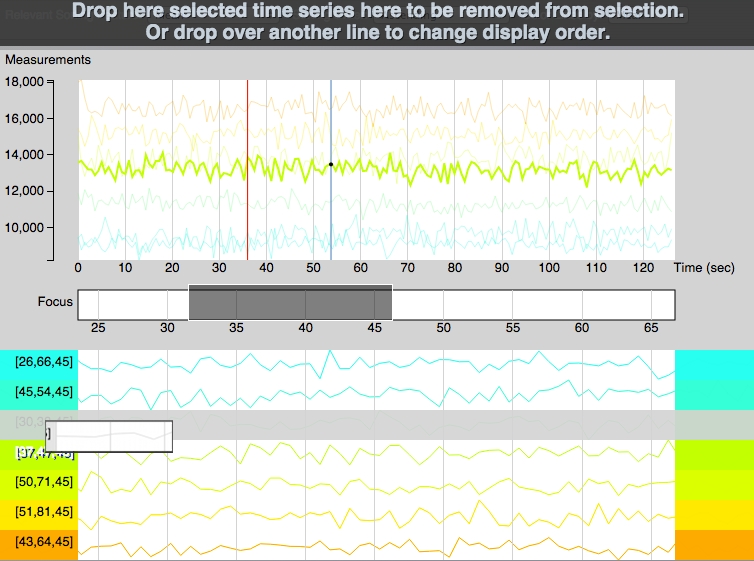 Drop here selected time series here to be removed from selection.
Or drop over another line to change display order.
Measurements
18,000
16,000
14,000
12,000
10,000
0 10 20 30 40 50 60 70 80 90 100 110 120 Time (sec)
Focus
25 30 35 40 45 50 55 60 65
[26,66,45]
[45,54,45]
[50,71,45]
[51,81,45]
[43,64,45]